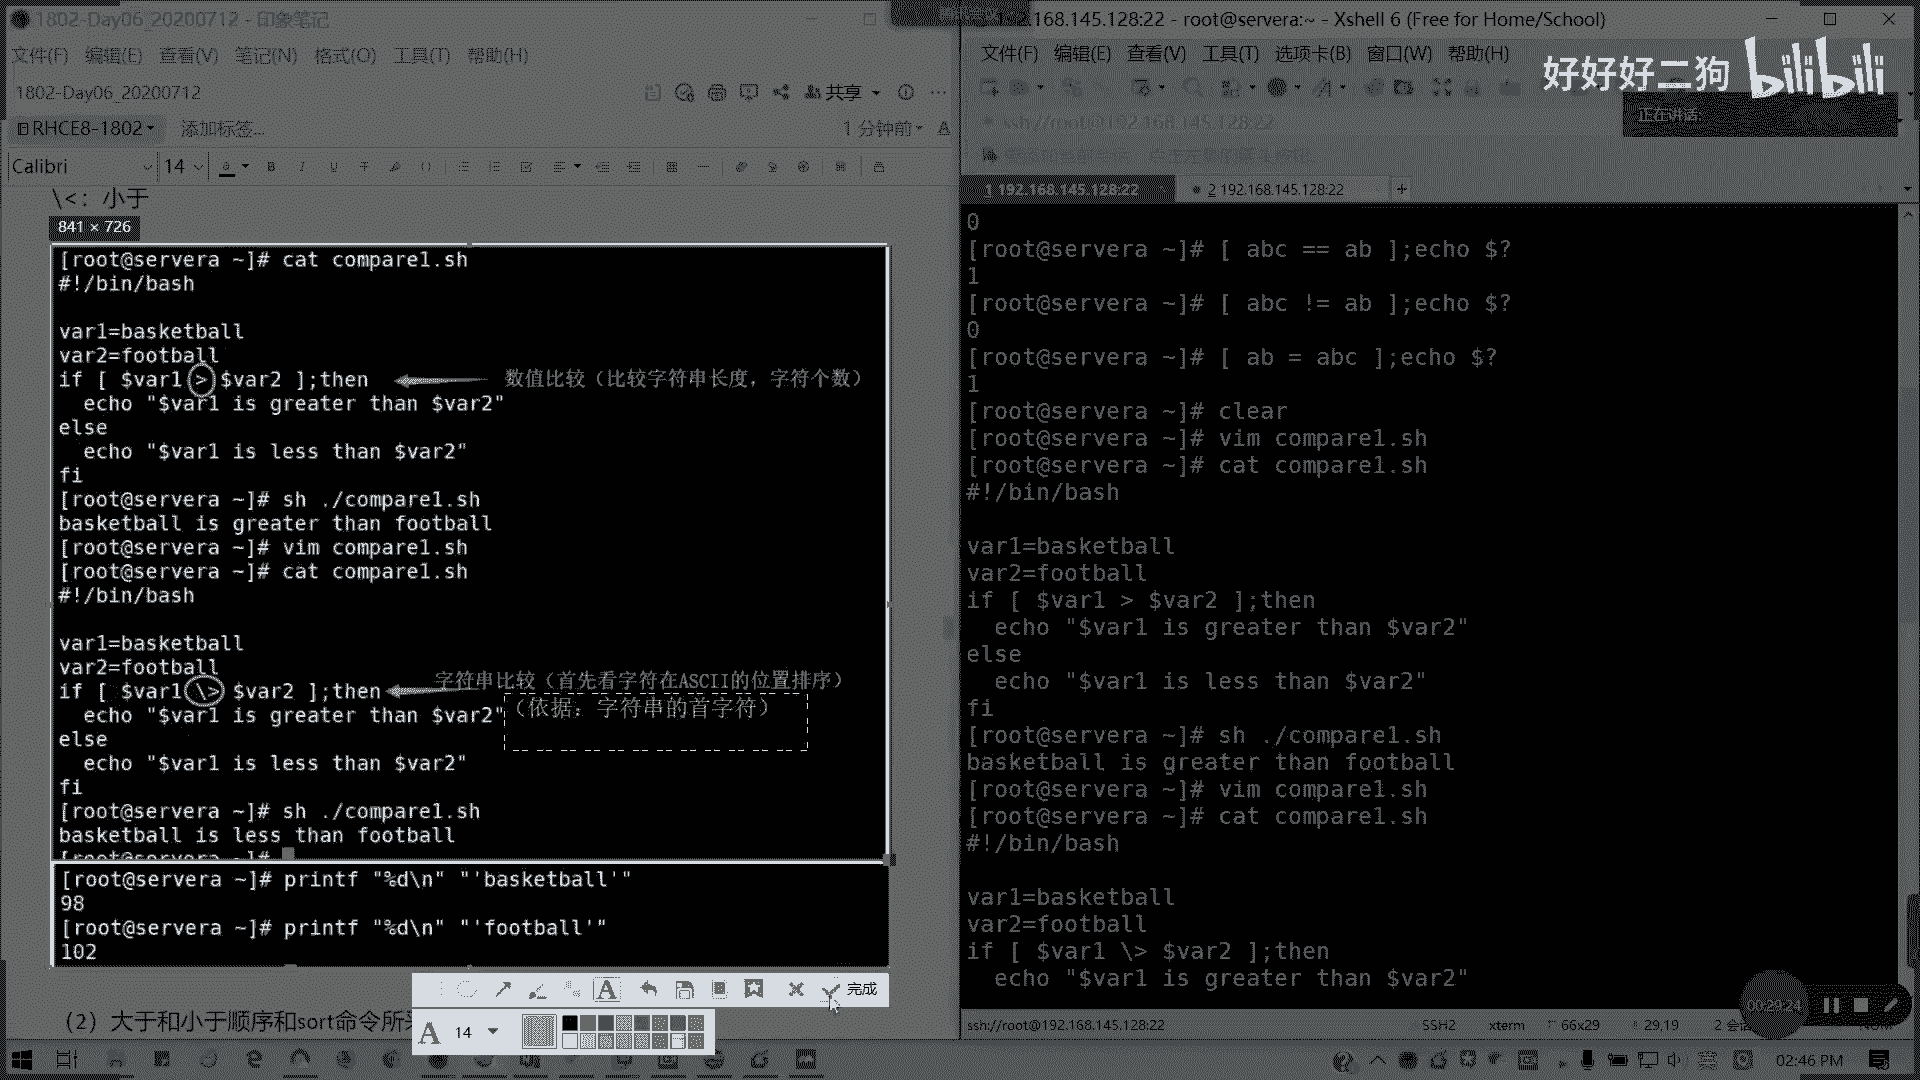 1802-Day06_20200712 - 印象笔记
文件(F) 编辑(E) 查看(V) 笔记(N) 格式(O) 工具(T) 帮助(H)
1802-Day06_20200712
共享
RHCE8-1802
添加标签...
1 分钟前
Calibri
14
\<：小于
841 × 726
[root@servera ~]# cat compare1.sh
#!/bin/bash
var1=basketball
var2=football
if [ $var1 > $var2 ];then
数值比较（比较字符串长度，字符个数）
echo "$var1 is greater than $var2"
else
echo "$var1 is less than $var2"
fi
[root@servera ~]# sh ./compare1.sh
basketball is greater than football
[root@servera ~]# vim compare1.sh
[root@servera ~]# cat compare1.sh
#!/bin/bash
var1=basketball
var2=football
if [ $var1 \> $var2 ];then
字符串比较（首先看字符在ASCII的位置排序）
echo "$var1 is greater than $var2"
（依据：字符串的首字符）
else
echo "$var1 is less than $var2"
fi
[root@servera ~]# sh ./compare1.sh
basketball is less than football
[root@servera ~]#
[root@servera ~]# printf "%d\n" "'basketball'"
98
[root@servera ~]# printf "%d\n" "'football'"
102
完成
A 14
（2）大于和小于顺序和sort命令所
192.168.145.128:22 - root@servera:~ - Xshell 6 (Free for Home/School)
文件(F) 编辑(E) 查看(V) 工具(T) 选项卡(B) 窗口(W) 帮助(H)
好好好二狗 bilibili
正在讲话:
ssh://root@192.168.145.128:22
1 192.168.145.128:22
2 192.168.145.128:22
0
[root@servera ~]# [ abc == ab ];echo $?
1
[root@servera ~]# [ abc != ab ];echo $?
0
[root@servera ~]# [ ab = abc ];echo $?
1
[root@servera ~]# clear
[root@servera ~]# vim compare1.sh
[root@servera ~]# cat compare1.sh
#!/bin/bash
var1=basketball
var2=football
if [ $var1 > $var2 ];then
echo "$var1 is greater than $var2"
else
echo "$var1 is less than $var2"
fi
[root@servera ~]# sh ./compare1.sh
basketball is greater than football
[root@servera ~]# vim compare1.sh
[root@servera ~]# cat compare1.sh
#!/bin/bash
var1=basketball
var2=football
if [ $var1 \> $var2 ];then
echo "$var1 is greater than $var2"
00:29:24
ssh://root@192.168.145.128:22
SSH2
xterm
66x29
29,19
02:46 PM